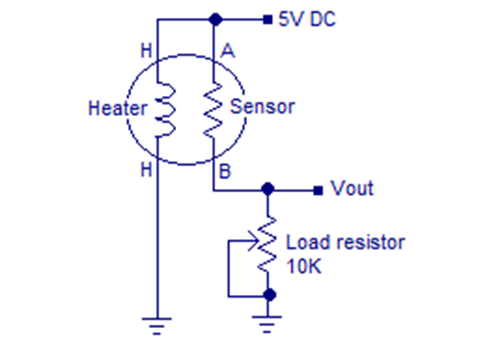 5V DC
H
A
Heater
Sensor
H
B
Vout
Load resistor
10K